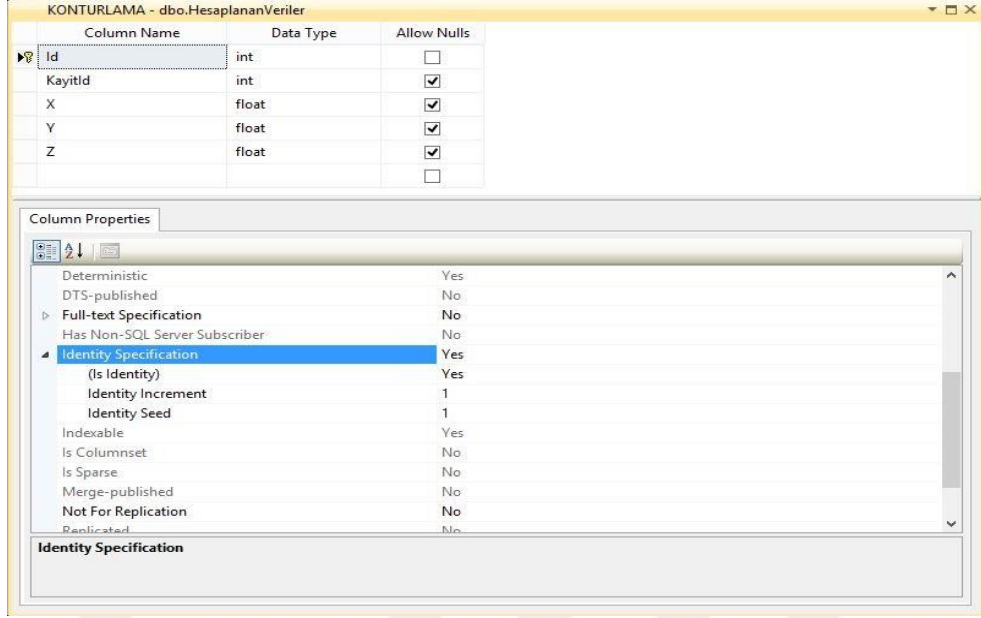 KONTURLAMA - dbo.HesaplananVeriler
Column Name Data Type Allow Nulls
Id int
KayitId int
X float
Y float
Z float
Column Properties
Deterministic Yes
DTS-published No
Full-text Specification No
Has Non-SQL Server Subscriber No
Identity Specification Yes
(Is Identity) Yes
Identity Increment 1
Identity Seed 1
Indexable Yes
Is Columnset No
Is Sparse No
Merge-published No
Not For Replication No
Replicated No
Identity Specification